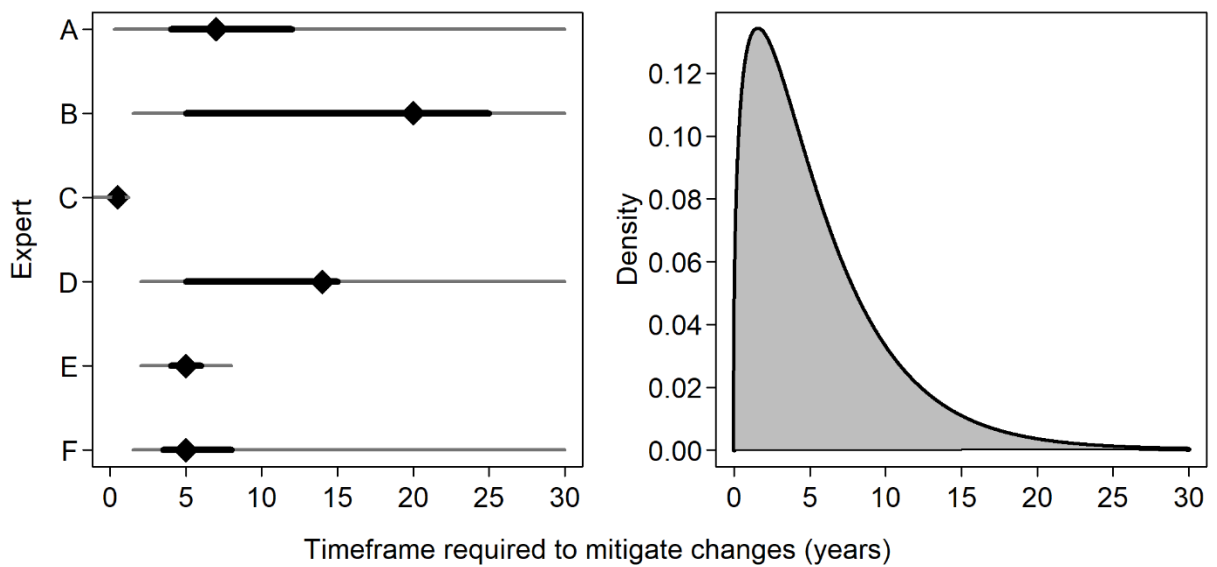 Expert
A
B
C
D
E
F
0 5 10 15 20 25 30
Density
0.12
0.10
0.08
0.06
0.04
0.02
0.00
0 5 10 15 20 25 30
Timeframe required to mitigate changes (years)